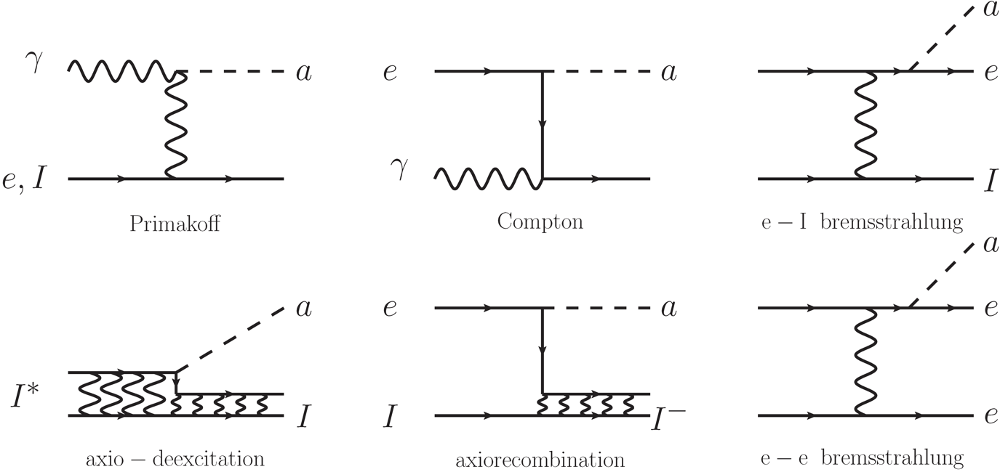 γ a
e, I
Primakoff
e a
γ
Compton
a
e
I
e − I bremsstrahlung
a
I* I
axio − deexcitation
e a
I I−
axiorecombination
a
e
e
e − e bremsstrahlung